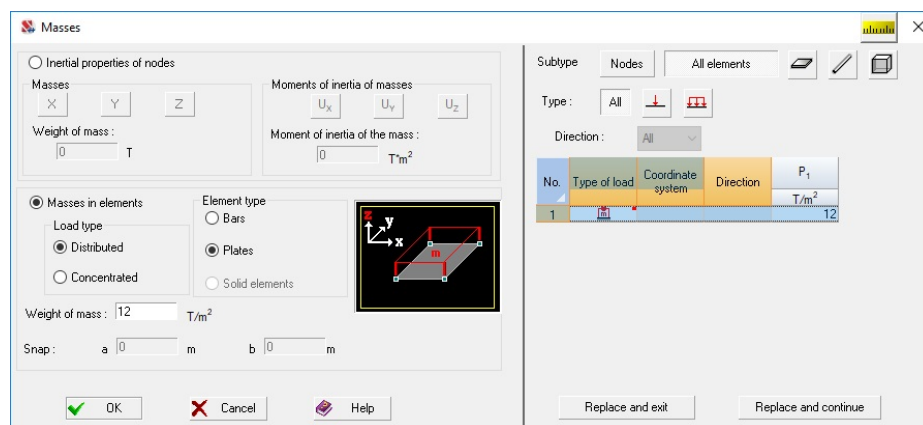 Masses
Inertial properties of nodes
Masses
X Y Z
Weight of mass :
0 T
Moments of inertia of masses
UX UY UZ
Moment of inertia of the mass :
0 T*m²
Masses in elements
Load type
Distributed
Concentrated
Element type
Bars
Plates
Solid elements
z y x m
Weight of mass : 12 T/m²
Snap : a 0 m b 0 m
OK Cancel Help
Subtype Nodes All elements
Type : All
Direction : All
No. Type of load Coordinate system Direction P₁
T/m²
1 m 12
Replace and exit Replace and continue